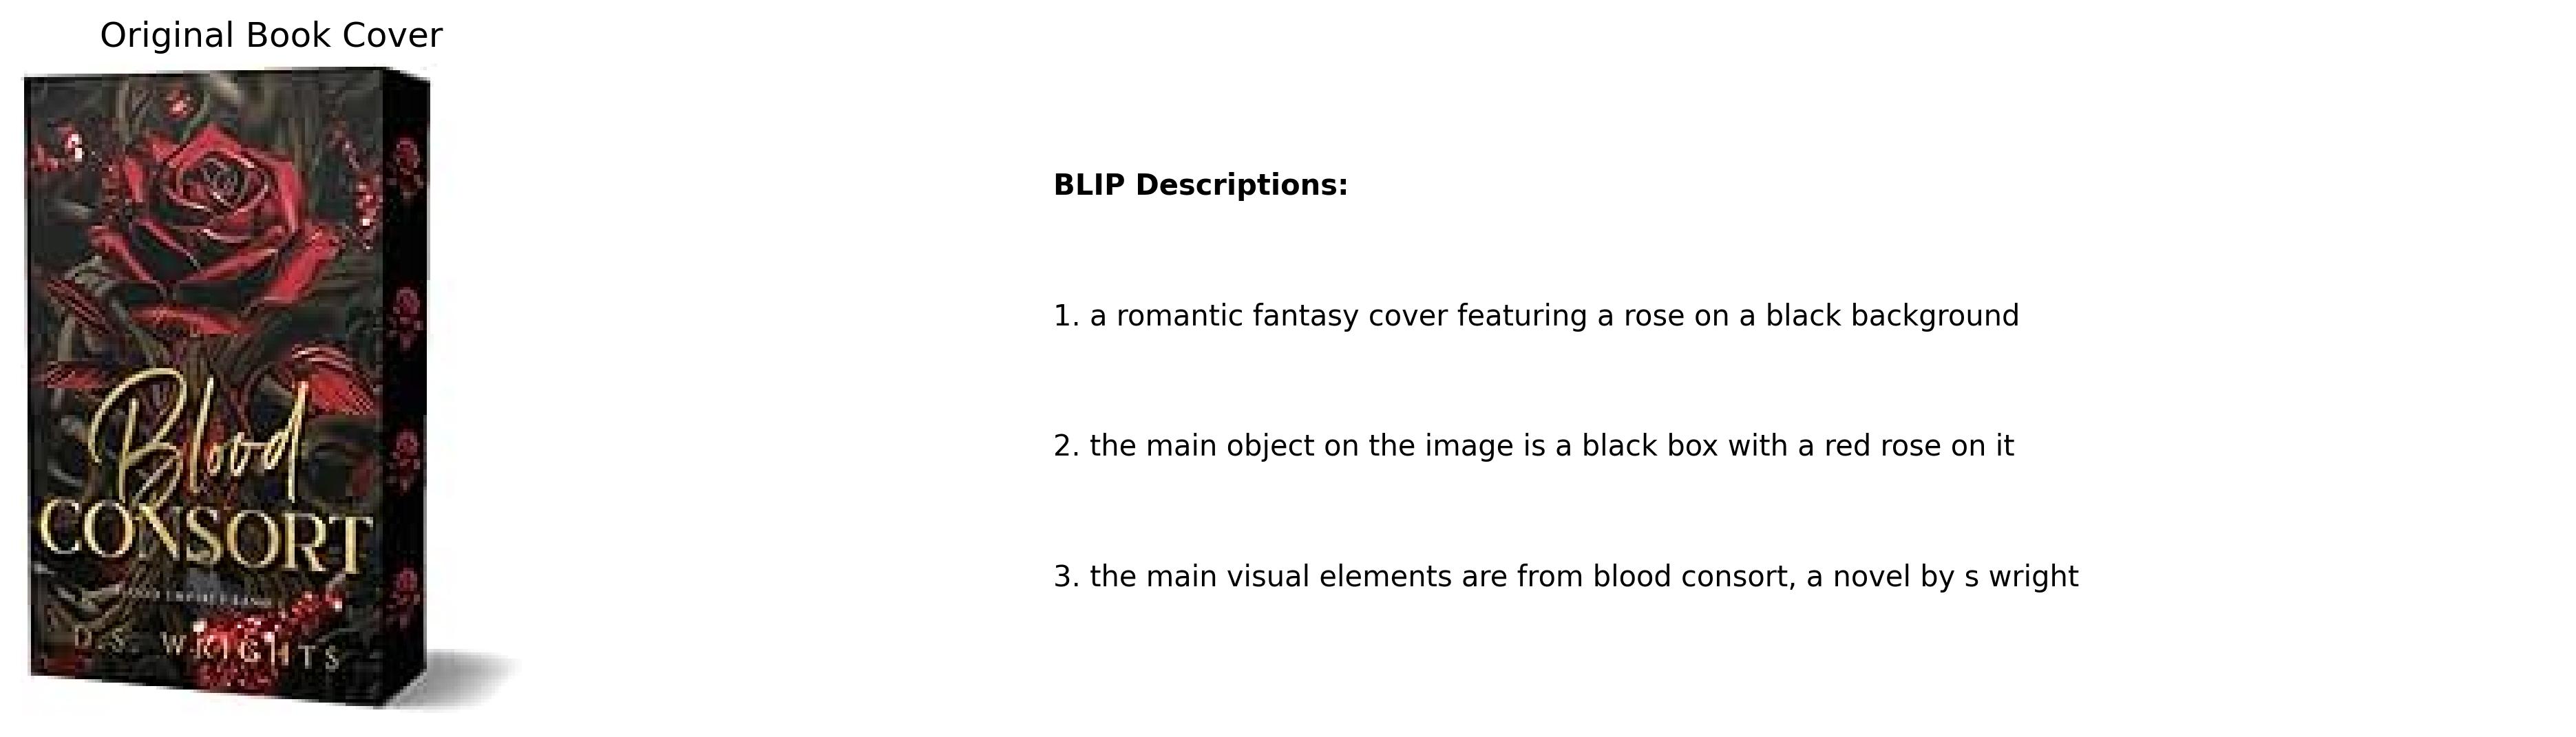 Original Book Cover
Blood
CONSORT
D.S. WRIGHTS
BLIP Descriptions:
1. a romantic fantasy cover featuring a rose on a black background
2. the main object on the image is a black box with a red rose on it
3. the main visual elements are from blood consort, a novel by s wright